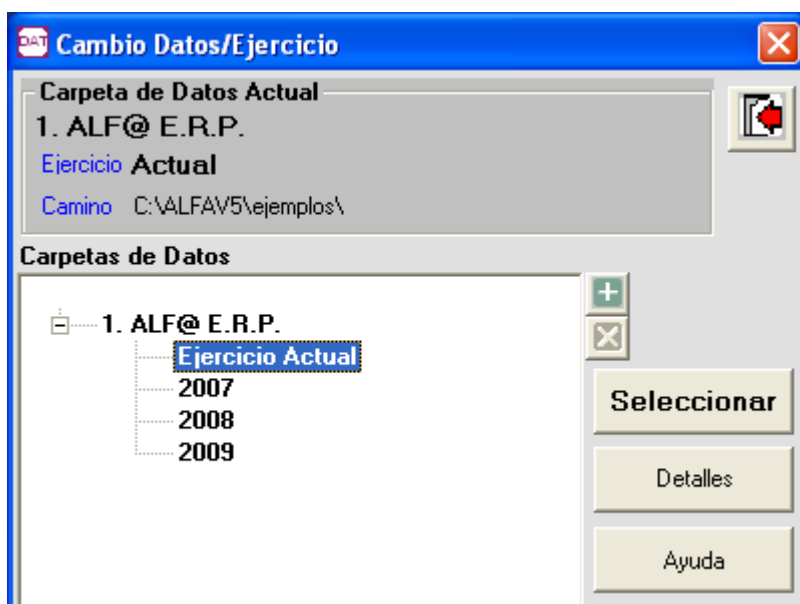 DAT Cambio Datos/Ejercicio
Carpeta de Datos Actual
1. ALF@ E.R.P.
Ejercicio Actual
Camino C:\ALFAV5\ejemplos\
Carpetas de Datos
1. ALF@ E.R.P.
Ejercicio Actual
2007
2008
2009
Seleccionar
Detalles
Ayuda